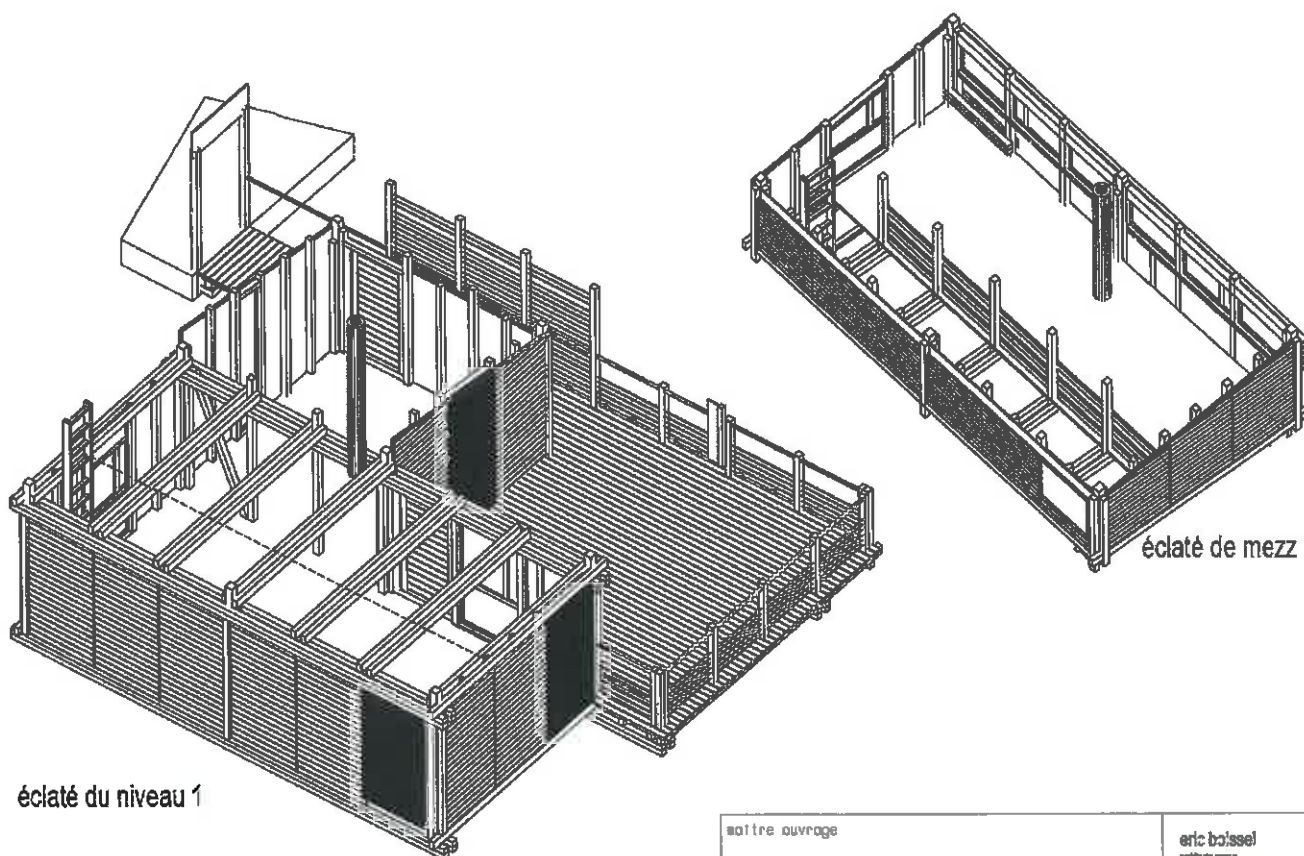 éclaté de mezz
éclaté du niveau 1
maître ouvrage
eric boissel